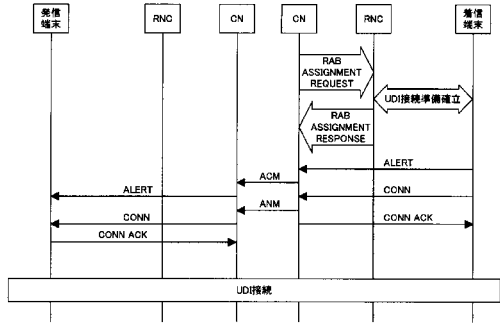 発信
端末
RNC
CN
CN
RNC
着信
端末
RAB
ASSIGNMENT
REQUEST
UDI接続準備確立
RAB
ASSIGNMENT
RESPONSE
ALERT
ACM
ALERT
CONN
ANM
CONN
CONN ACK
CONN ACK
UDI接続